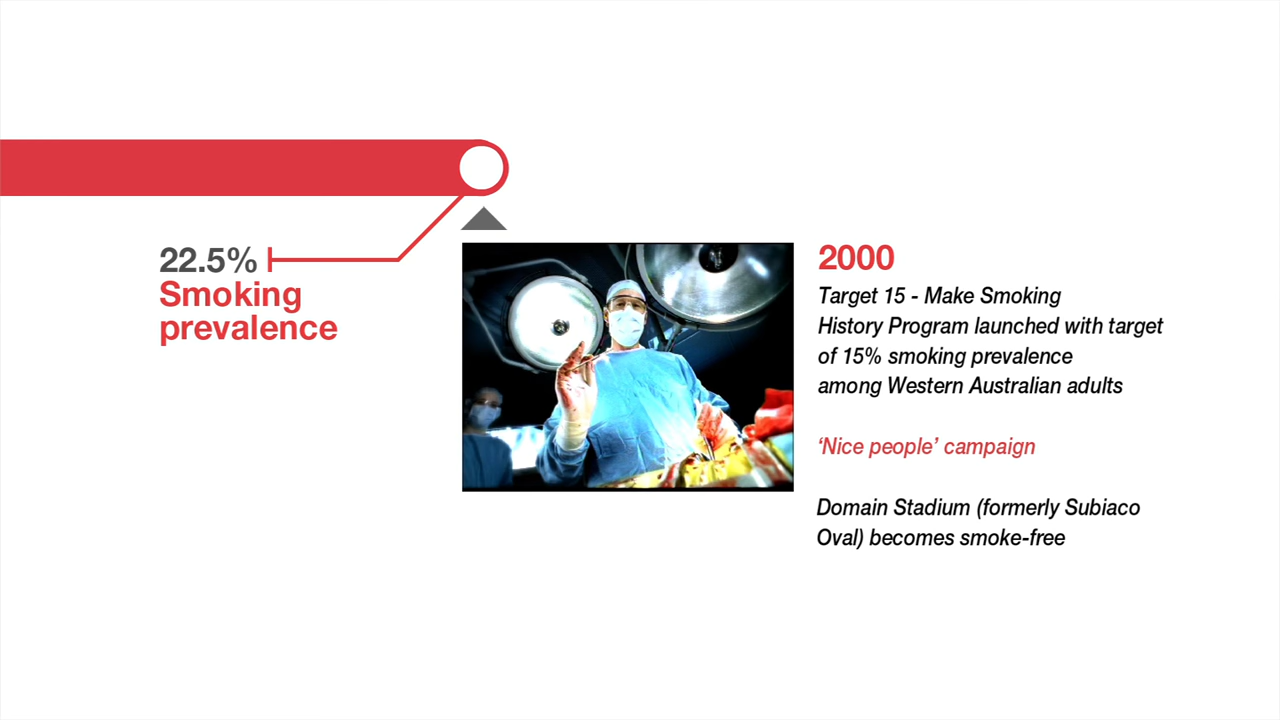 22.5%
Smoking
prevalence
2000
Target 15 - Make Smoking
History Program launched with target
of 15% smoking prevalence
among Western Australian adults
‘Nice people’ campaign
Domain Stadium (formerly Subiaco
Oval) becomes smoke-free